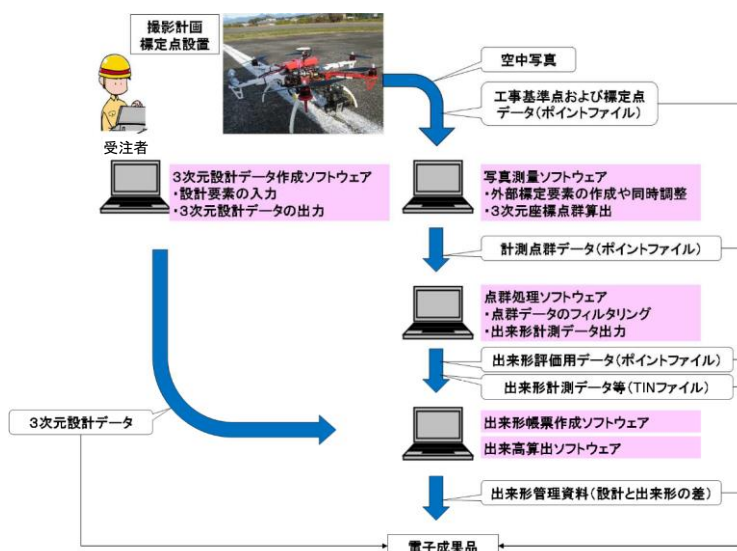 撮影計画
標定点設置
受注者
空中写真
工事基準点および標定点
データ(ポイントファイル)
3次元設計データ作成ソフトウェア
・設計要素の入力
・3次元設計データの出力
写真測量ソフトウェア
・外部標定要素の作成や同時調整
・3次元座標点群算出
計測点群データ(ポイントファイル)
点群処理ソフトウェア
・点群データのフィルタリング
・出来形計測データ出力
出来形評価用データ(ポイントファイル)
出来形計測データ等(TINファイル)
3次元設計データ
出来形帳票作成ソフトウェア
出来高算出ソフトウェア
出来形管理資料(設計と出来形の差)
電子成果品